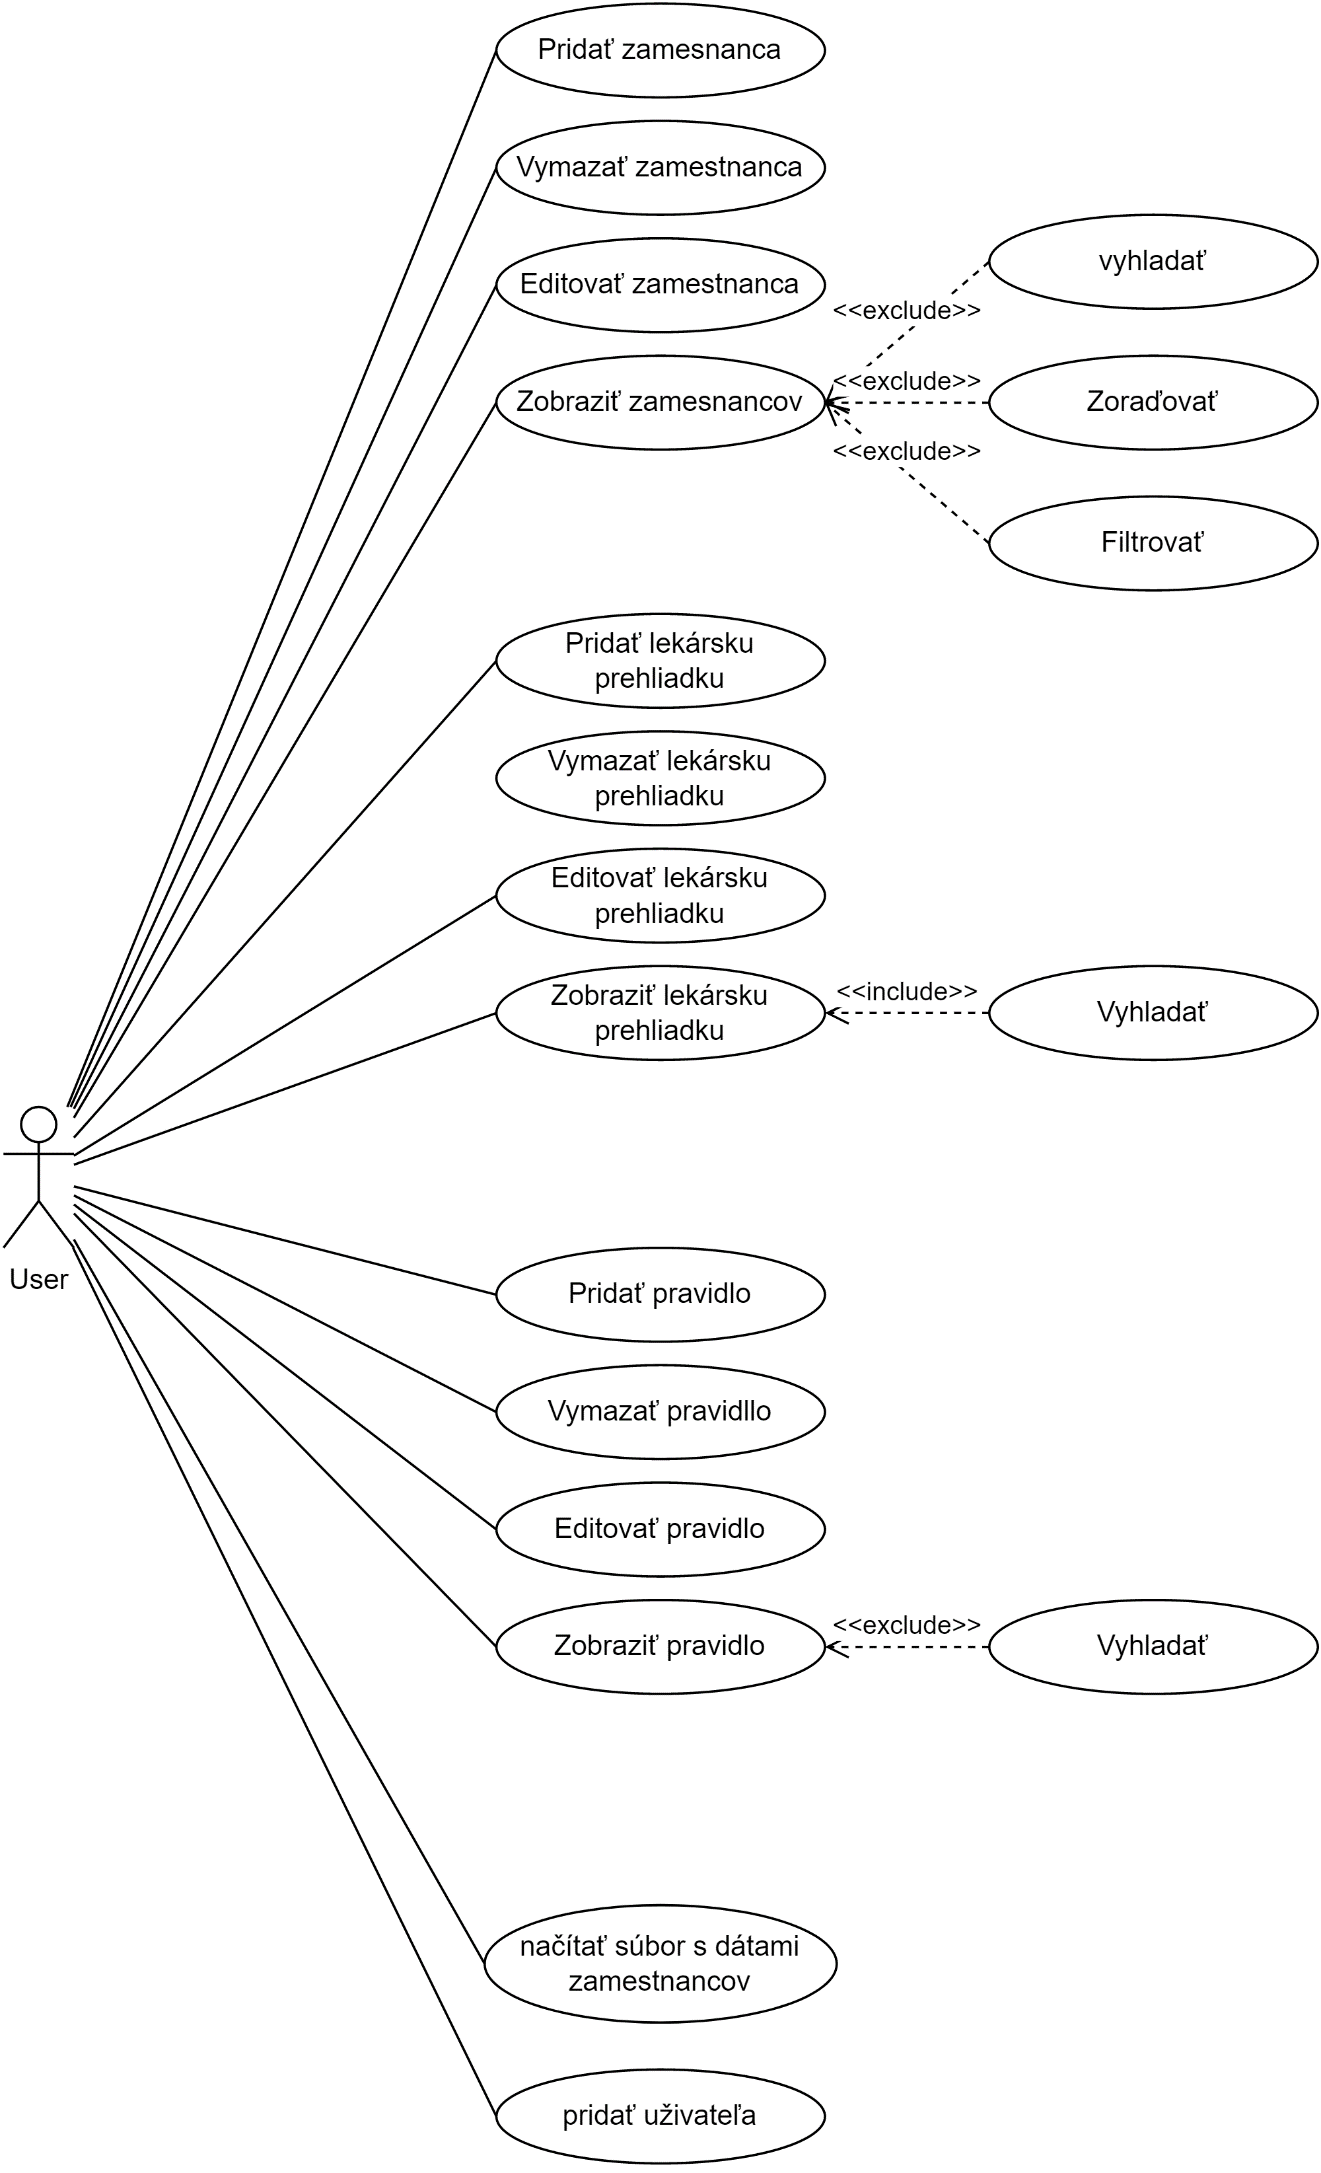 Pridať zamesnanca
Vymazať zamestnanca
Editovať zamestnanca
vyhladať
<<exclude>>
Zobraziť zamesnancov
<<exclude>>
Zoraďovať
<<exclude>>
Filtrovať
Pridať lekársku
prehliadku
Vymazať lekársku
prehliadku
Editovať lekársku
prehliadku
Zobraziť lekársku
prehliadku
<<include>>
Vyhladať
User
Pridať pravidlo
Vymazať pravidllo
Editovať pravidlo
Zobraziť pravidlo
<<exclude>>
Vyhladať
načítať súbor s dátami
zamestnancov
pridať uživateľa